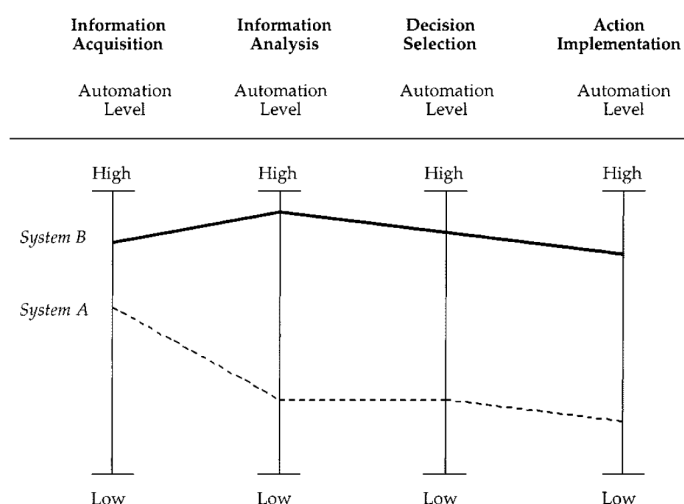 Information Information Decision Action
Acquisition Analysis Selection Implementation
Automation Automation Automation Automation
Level Level Level Level
High High High High
System B
System A
Low Low Low Low